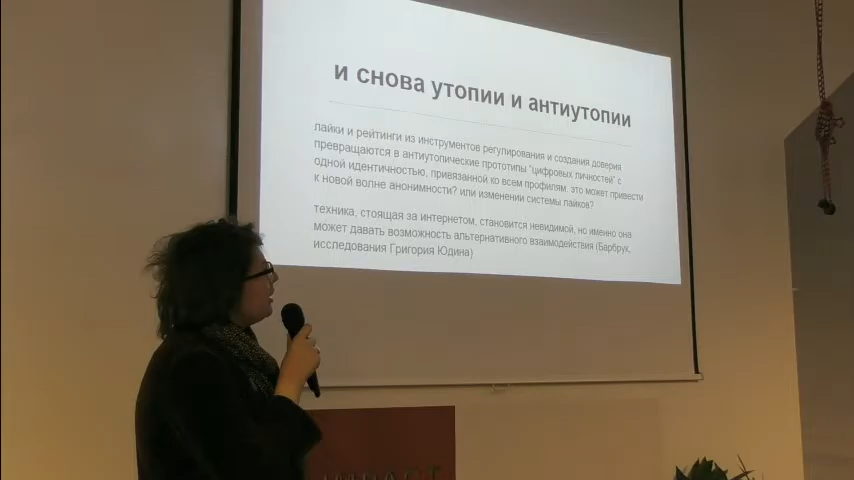 и снова утопии и антиутопии
лайки и рейтинги из инструментов регулирования и создания доверия
превращаются в антиутопические прототипы "цифровых личностей" с
одной идентичностью, привязанной ко всем профилям. это может привести
к новой волне анонимности? или изменении системы лайков?
техника, стоящая за интернетом, становится невидимой, но именно она
может давать возможность альтернативного взаимодействия (Барбрук,
исследования Григория Юдина)